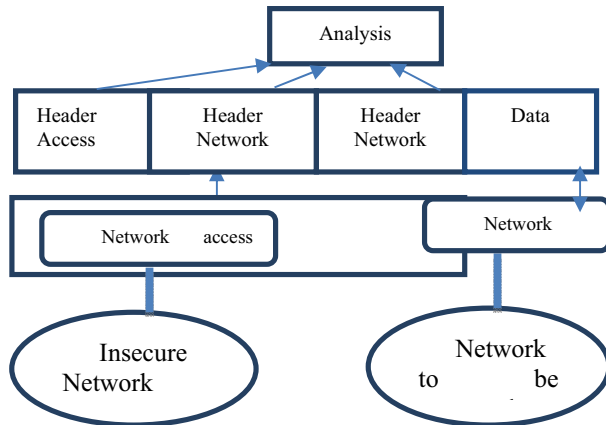 Analysis
Header
Access
Header
Network
Header
Network
Data
Network access
Network
Insecure
Network
Network
to be